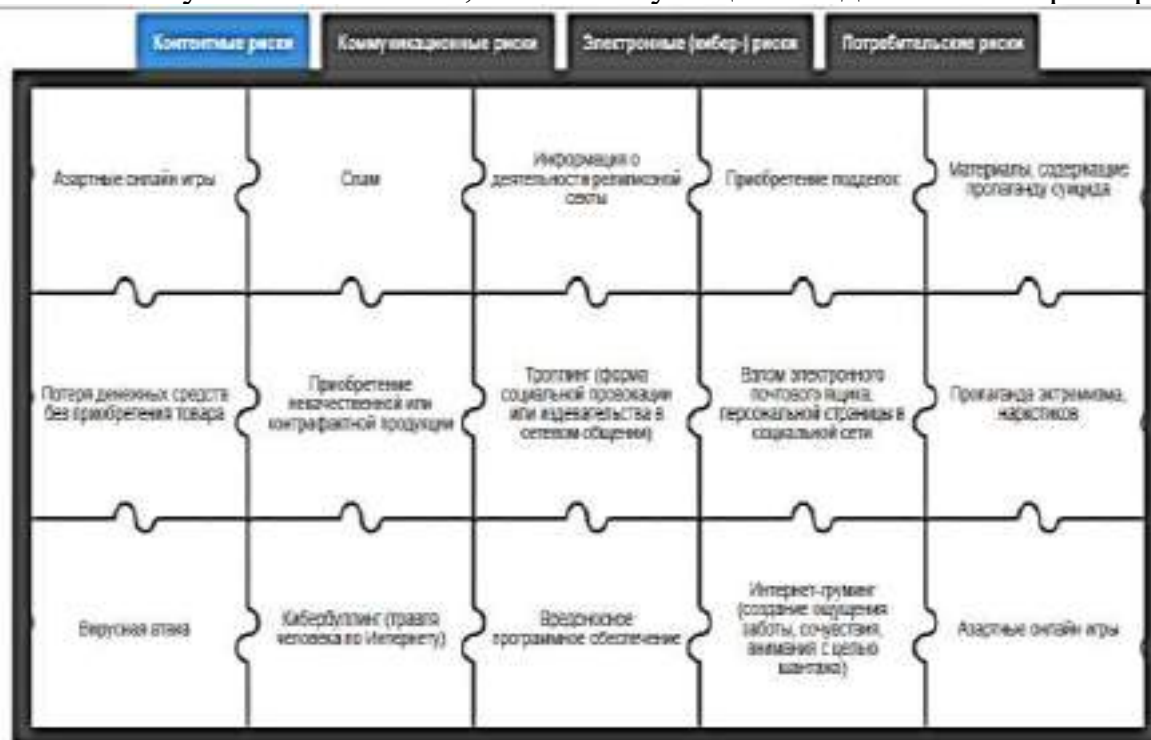 Контентные риски
Коммуникационные риски
Электронные (кибер-) риски
Потребительские риски
Азартные онлайн игры
Спам
Информация о
деятельности религиозной
секты
Приобретение подделок
Материалы, содержащие
пропаганду суицида
Потеря денежных средств
без приобретения товара
Приобретение
некачественной или
контрафактной продукции
Троллинг (форма
социальной провокации
или издевательства в
сетевом общении)
Взлом электронного
почтового ящика,
персональной страницы в
социальной сети
Пропаганда экстремизма,
наркотиков
Вирусная атака
Кибербуллинг (травля
человека по Интернету)
Вредоносное
программное обеспечение
Интернет-груминг
(создание ощущения
заботы, сочувствия,
внимания с целью
шантажа)
Азартные онлайн игры